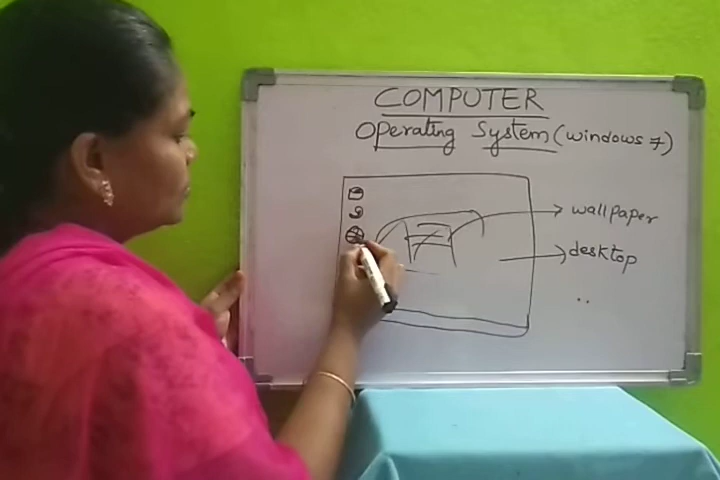 COMPUTER
Operating System (windows 7)
wallpaper
desktop